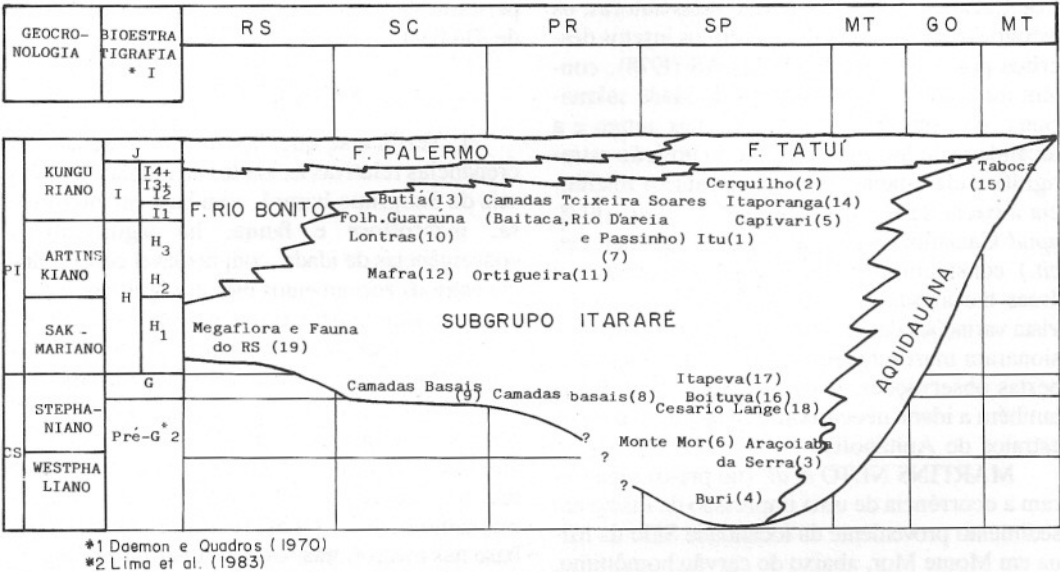 GEOCRO-
NOLOGIA
BIOESTRA
TIGRAFIA
* I
RS
SC
PR
SP
MT
GO
MT
PI
CS
KUNGU
RIANO
ARTINS
KIANO
SAK-
MARIANO
STEPHA-
NIANO
WESTPHA
LIANO
J
I
I4+
I3+
I2
I1
H
H3
H2
H1
G
Pré-G*2
F. PALERMO
F. TATUÍ
F. RIO BONITO
Butiá(13)
Folh.Guaraúna
Lontras(10)
Mafra(12)
Camadas Teixeira Soares
(Baitaca.Rio D'areia
e Passinho)
(7)
Ortigueira(11)
Cerquilho(2)
Itaporanga(14)
Capivari(5)
Itu(1)
Taboca
(15)
SUBGRUPO ITARARÉ
AQUIDAUANA
Megaflora e Fauna
do RS (19)
Camadas Basais
(9)
Camadas basais(8)
Itapeva(17)
Boituva(16)
Cesario Lange(18)
Monte Mor(6)
Araçoiaba
da Serra(3)
Buri(4)
?
?
?
*1 Daemon e Quadros (1970)
*2 Lima et al. (1983)